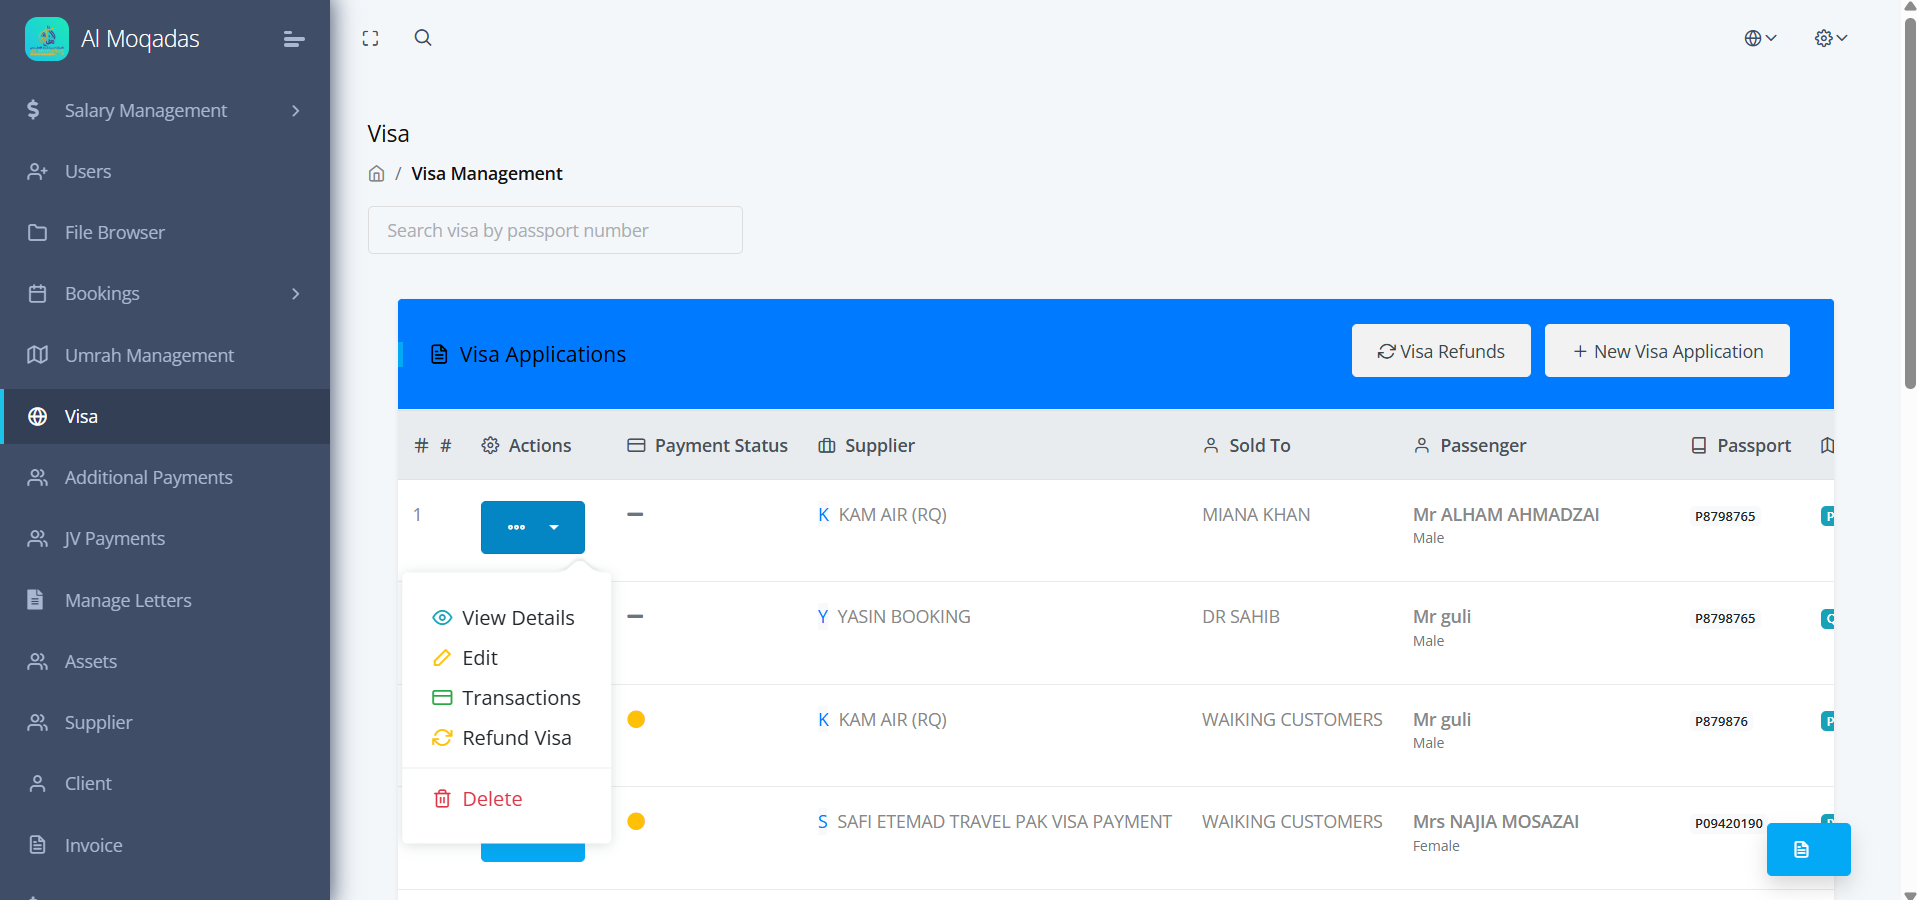 Al Moqadas
Salary Management
Users
File Browser
Bookings
Umrah Management
Visa
Additional Payments
JV Payments
Manage Letters
Assets
Supplier
Client
Invoice
Visa
/ Visa Management
Search visa by passport number
Visa Applications
Visa Refunds
+ New Visa Application
# # Actions Payment Status Supplier Sold To Passenger Passport
1 K KAM AIR (RQ) MIANA KHAN Mr ALHAM AHMADZAI P8798765
Male
View Details
Edit
Transactions
Refund Visa
Delete
Y YASIN BOOKING DR SAHIB Mr guli P8798765
Male
K KAM AIR (RQ) WAIKING CUSTOMERS Mr guli P879876
Male
S SAFI ETEMAD TRAVEL PAK VISA PAYMENT WAIKING CUSTOMERS Mrs NAJIA MOSAZAI P09420190
Female